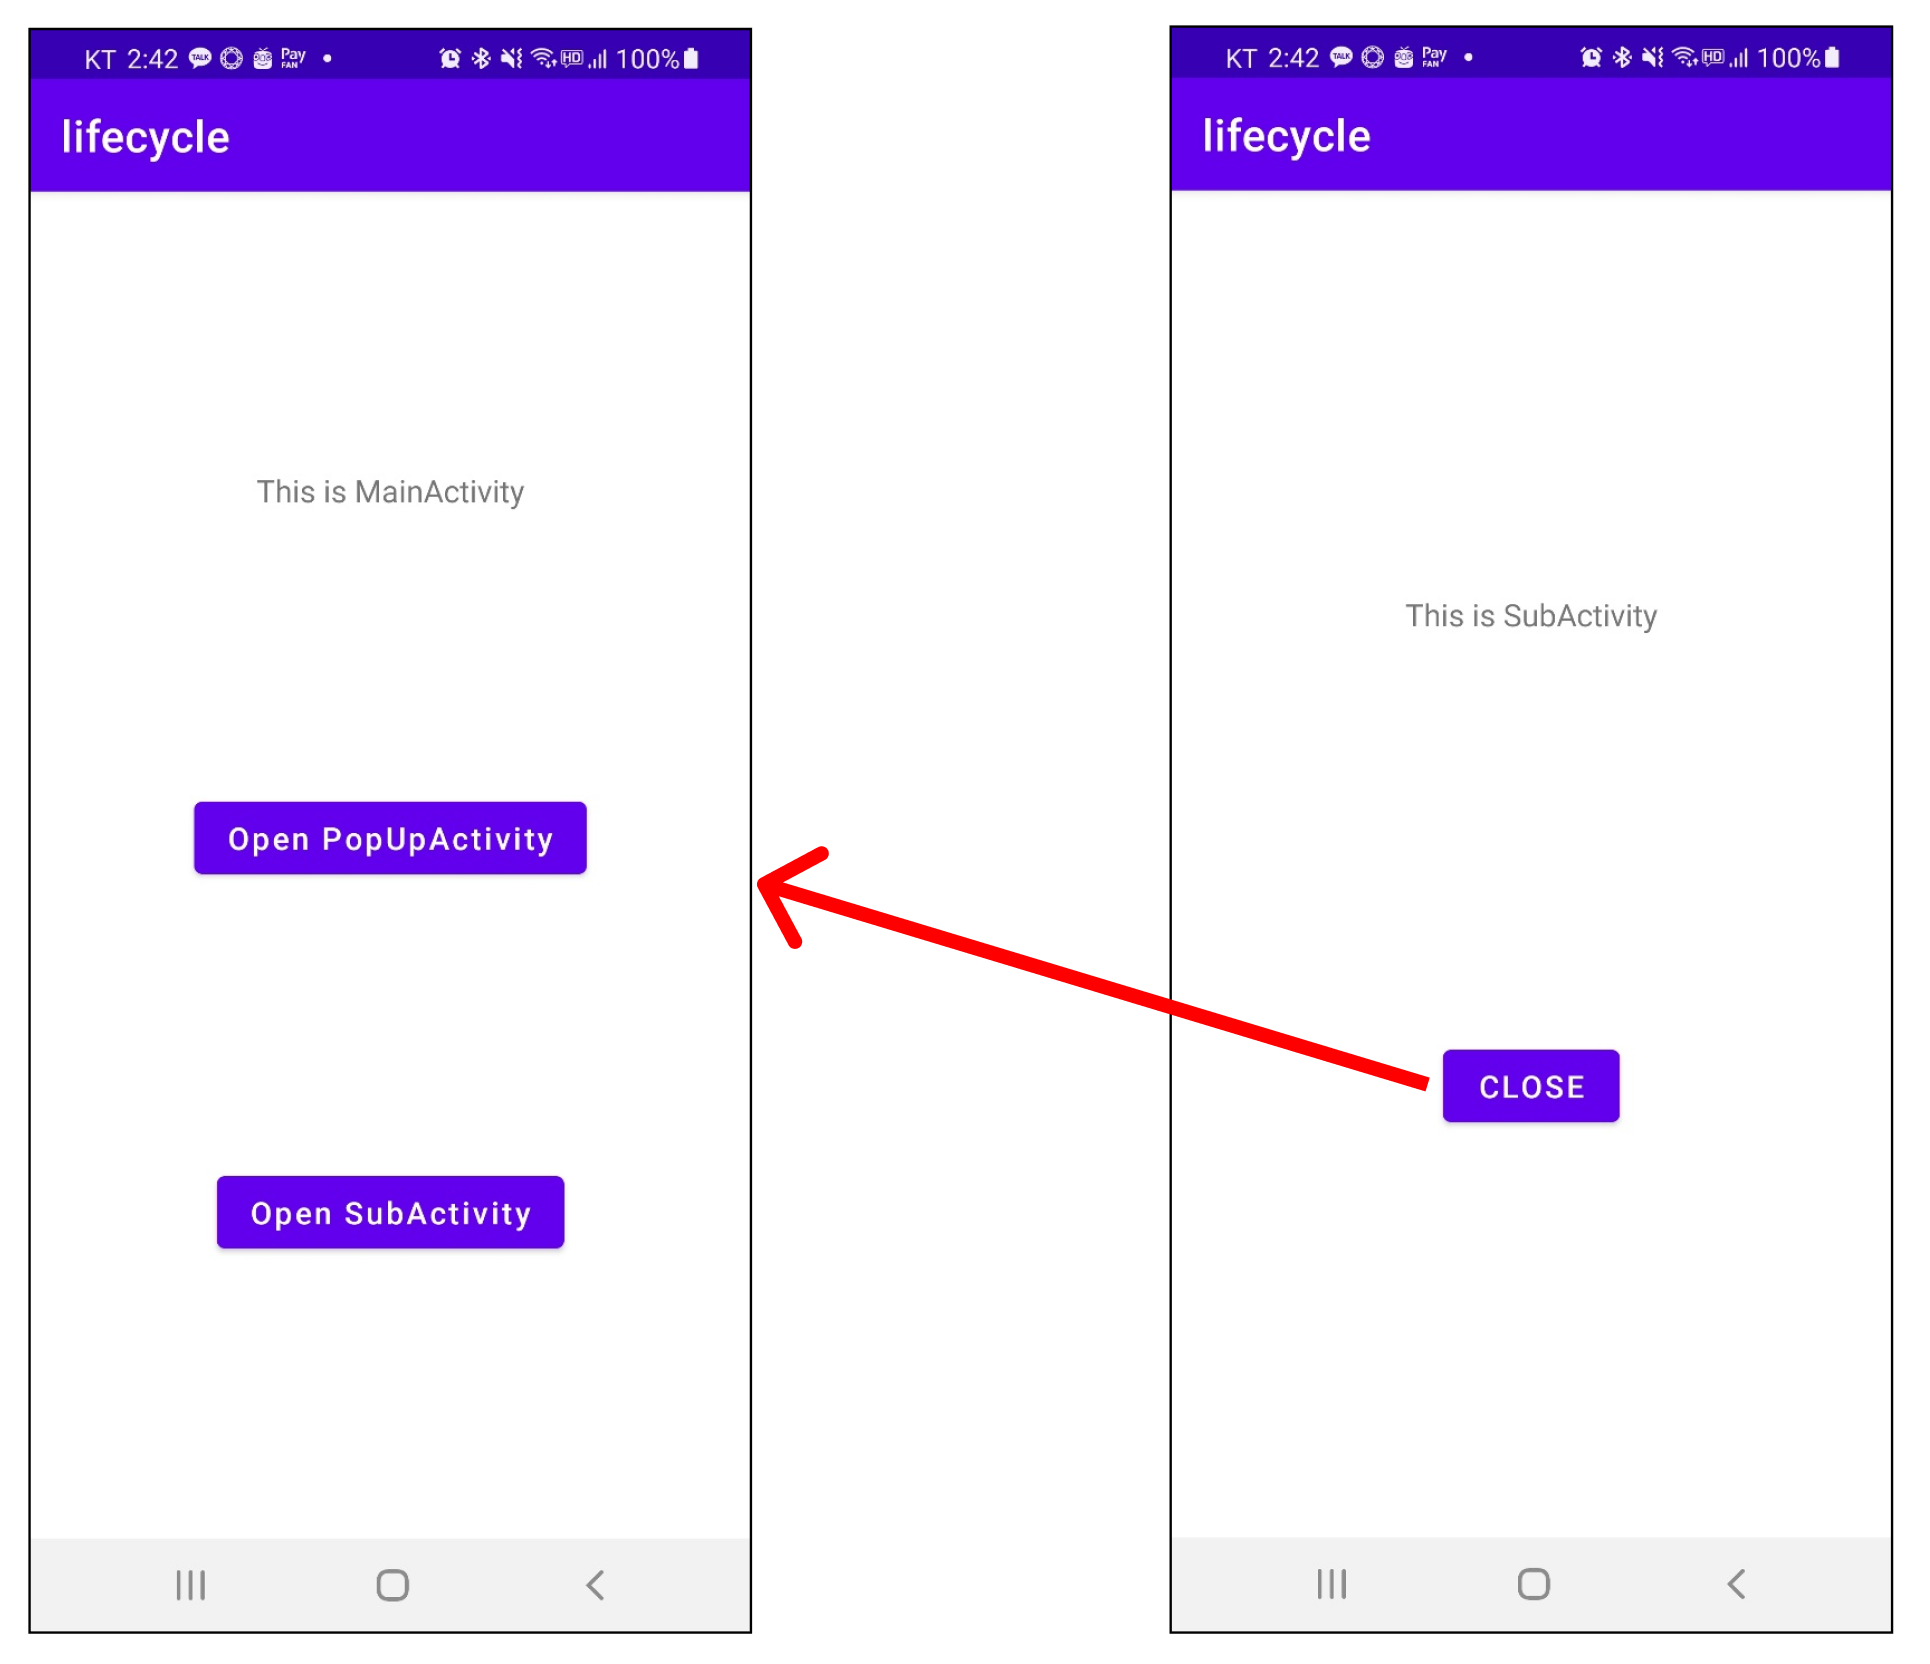 KT 2:42 TALK Pay FAN HD 100%
lifecycle
This is MainActivity
Open PopUpActivity
Open SubActivity
KT 2:42 TALK Pay FAN HD 100%
lifecycle
This is SubActivity
CLOSE